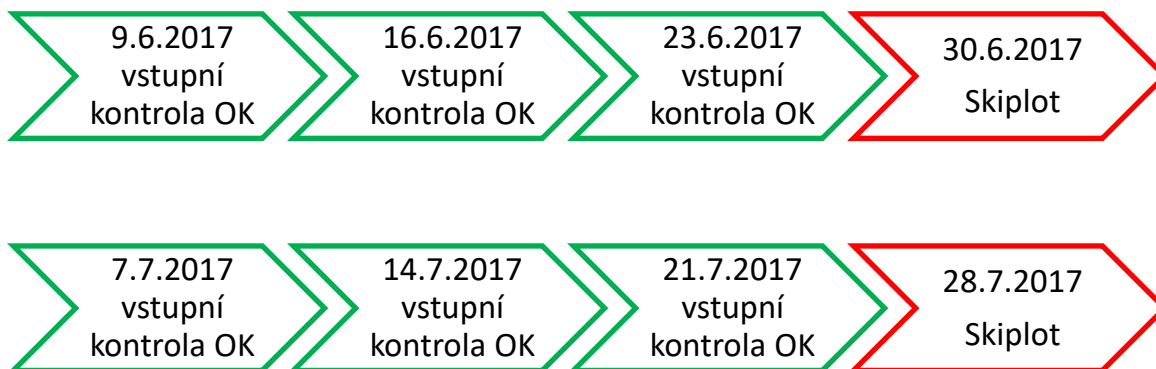 9.6.2017
vstupní
kontrola OK
16.6.2017
vstupní
kontrola OK
23.6.2017
vstupní
kontrola OK
30.6.2017
Skiplot
7.7.2017
vstupní
kontrola OK
14.7.2017
vstupní
kontrola OK
21.7.2017
vstupní
kontrola OK
28.7.2017
Skiplot